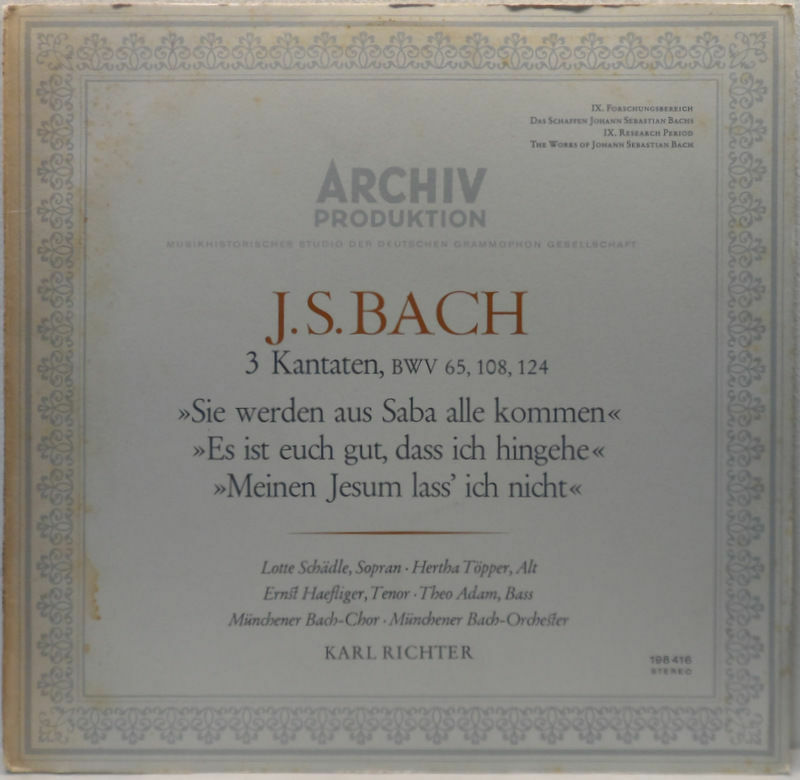 IX. Forschungsbereich
Das Schaffen Johann Sebastian Bachs
IX. Research Period
The Works of Johann Sebastian Bach
ARCHIV
PRODUKTION
MUSIKHISTORISCHES STUDIO DER DEUTSCHEN GRAMMOPHON GESELLSCHAFT
J.S.BACH
3 Kantaten, BWV 65, 108, 124
»Sie werden aus Saba alle kommen«
»Es ist euch gut, dass ich hingehe«
»Meinen Jesum lass' ich nicht«
Lotte Schädle, Sopran · Hertha Töpper, Alt
Ernst Haefliger, Tenor · Theo Adam, Bass
Münchener Bach-Chor · Münchener Bach-Orchester
KARL RICHTER
198 416
STEREO